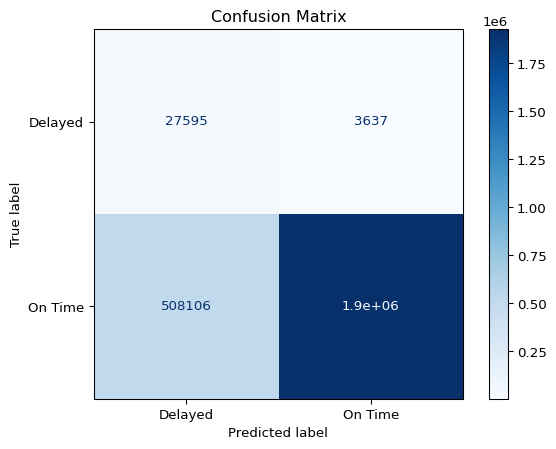 Confusion Matrix
1e6
Delayed
27595
3637
On Time
508106
1.9e+06
True label
Delayed
On Time
Predicted label
1.75
1.50
1.25
1.00
0.75
0.50
0.25